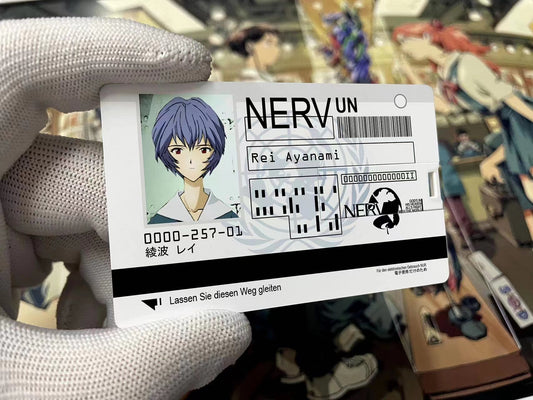 NERV UN
Rei Ayanami
NERV
0000-257-01
綾波 レイ
Lassen Sie diesen Weg gleiten